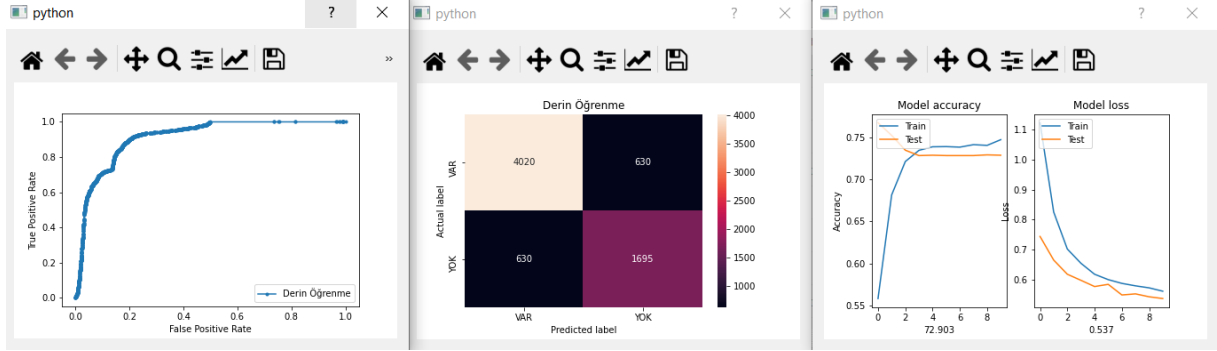 python ? ×
»
1.0
0.8
0.6
0.4
0.2
0.0
True Positive Rate
Derin Öğrenme
0.0 0.2 0.4 0.6 0.8 1.0
False Positive Rate
python ? ×
Derin Öğrenme
VAR 4020 630
YOK 630 1695
Actual label
VAR YOK
Predicted label
4000
3500
3000
2500
2000
1500
1000
python ? ×
Model accuracy
Train
Test
0.75
0.70
0.65
0.60
0.55
Accuracy
0 2 4 6 8
72.903
Model loss
Train
Test
1.1
1.0
0.9
0.8
0.7
0.6
Loss
0 2 4 6 8
0.537